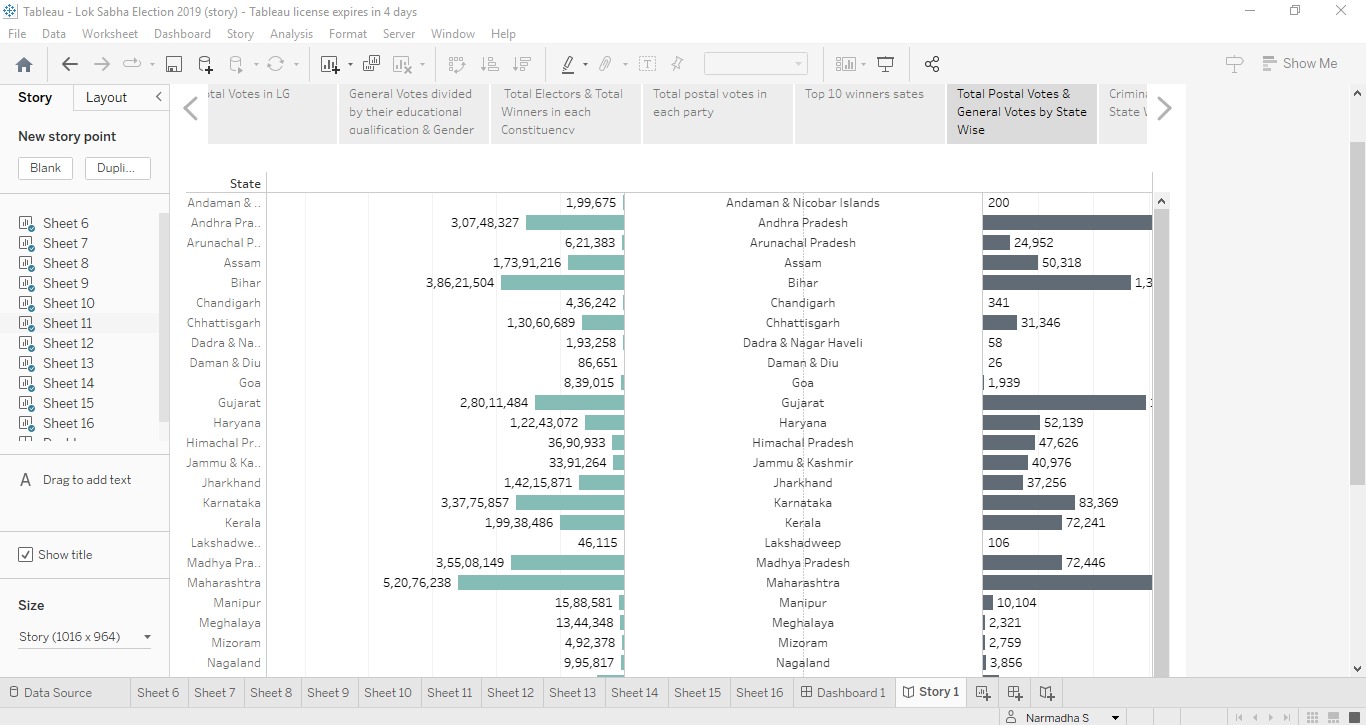 Tableau - Lok Sabha Election 2019 (story) - Tableau license expires in 4 days
File Data Worksheet Dashboard Story Analysis Format Server Window Help
Show Me
Story Layout
New story point
Blank Dupli...
Sheet 6
Sheet 7
Sheet 8
Sheet 9
Sheet 10
Sheet 11
Sheet 12
Sheet 13
Sheet 14
Sheet 15
Sheet 16
A Drag to add text
Show title
Size
Story (1016 x 964)
Votes in LG
General Votes divided
by their educational
qualification & Gender
Total Electors & Total
Winners in each
Constituency
Total postal votes in
each party
Top 10 winners sates
Total Postal Votes &
General Votes by State
Wise
State
Andaman & .. 1,99,675 Andaman & Nicobar Islands 200
Andhra Pra.. 3,07,48,327 Andhra Pradesh
Arunachal P.. 6,21,383 Arunachal Pradesh 24,952
Assam 1,73,91,216 Assam 50,318
Bihar 3,86,21,504 Bihar 1,3
Chandigarh 4,36,242 Chandigarh 341
Chhattisgarh 1,30,60,689 Chhattisgarh 31,346
Dadra & Na.. 1,93,258 Dadra & Nagar Haveli 58
Daman & Diu 86,651 Daman & Diu 26
Goa 8,39,015 Goa 1,939
Gujarat 2,80,11,484 Gujarat
Haryana 1,22,43,072 Haryana 52,139
Himachal Pr.. 36,90,933 Himachal Pradesh 47,626
Jammu & Ka.. 33,91,264 Jammu & Kashmir 40,976
Jharkhand 1,42,15,871 Jharkhand 37,256
Karnataka 3,37,75,857 Karnataka 83,369
Kerala 1,99,38,486 Kerala 72,241
Lakshadwe.. 46,115 Lakshadweep 106
Madhya Pra.. 3,55,08,149 Madhya Pradesh 72,446
Maharashtra 5,20,76,238 Maharashtra
Manipur 15,88,581 Manipur 10,104
Meghalaya 13,44,348 Meghalaya 2,321
Mizoram 4,92,378 Mizoram 2,759
Nagaland 9,95,817 Nagaland 3,856
Data Source Sheet 6 Sheet 7 Sheet 8 Sheet 9 Sheet 10 Sheet 11 Sheet 12 Sheet 13 Sheet 14 Sheet 15 Sheet 16 Dashboard 1 Story 1
Narmadha S